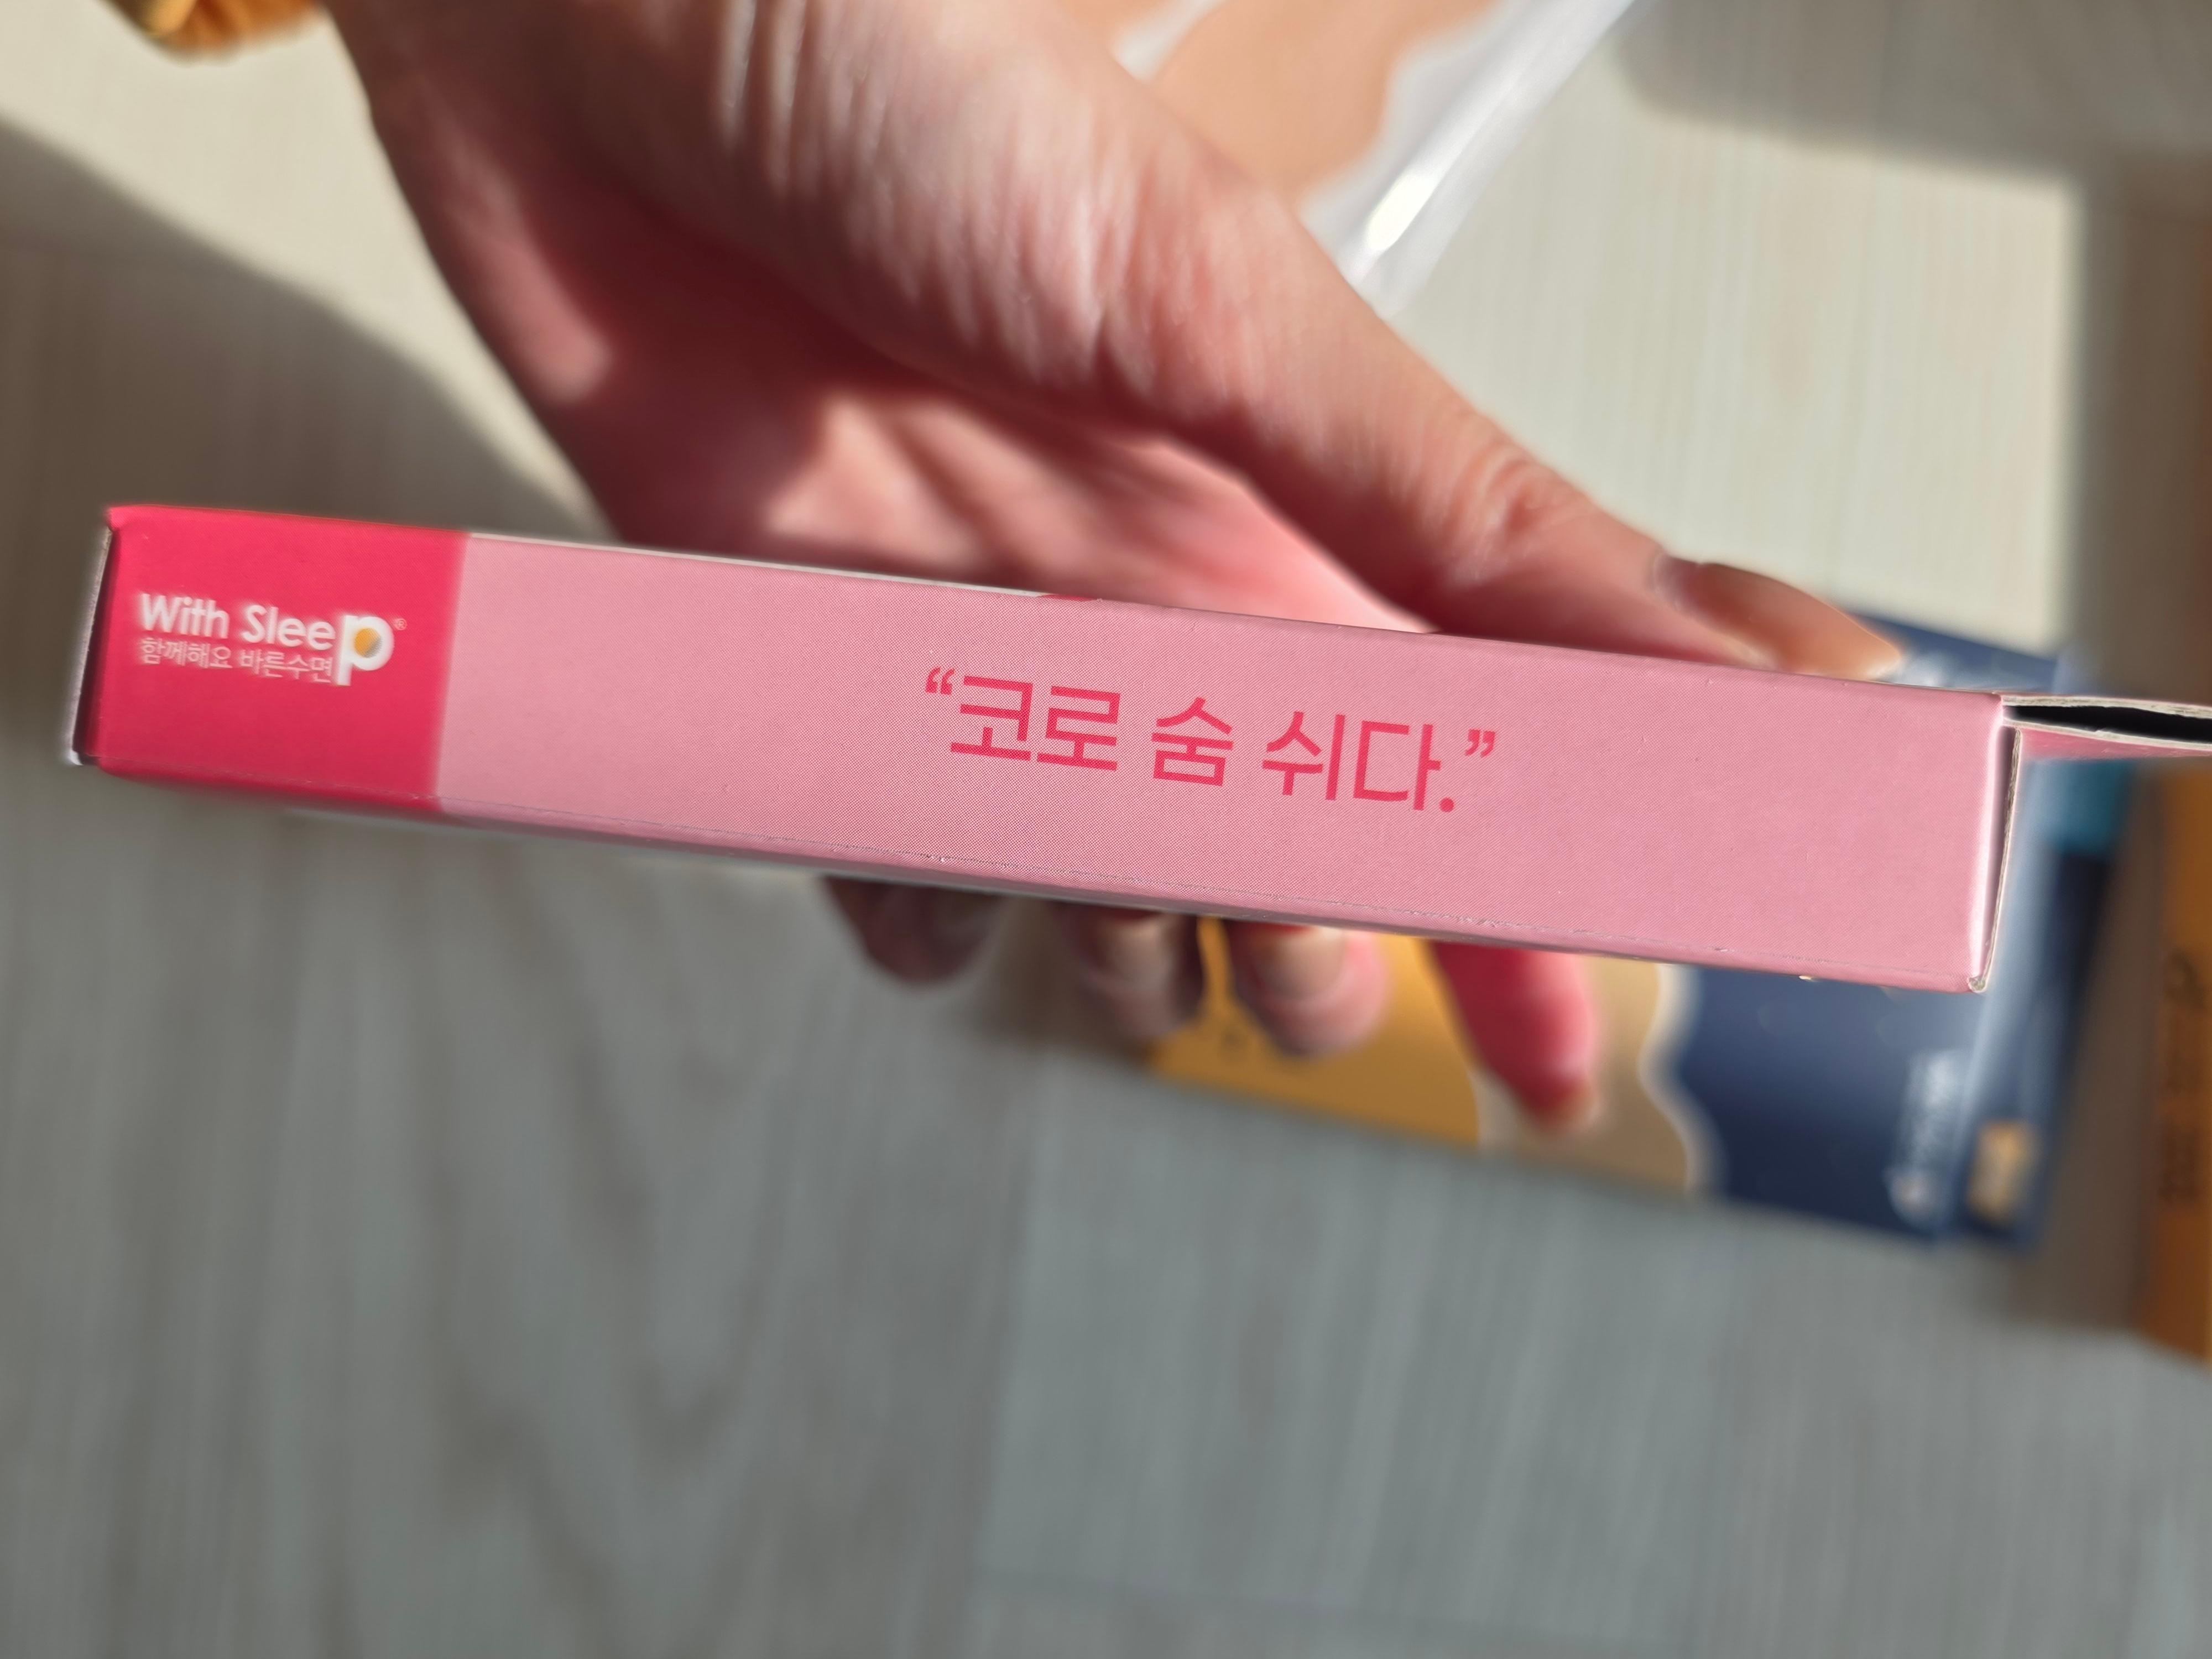 With Sleep®
함께해요 바른수면
“코로 숨 쉬다.”